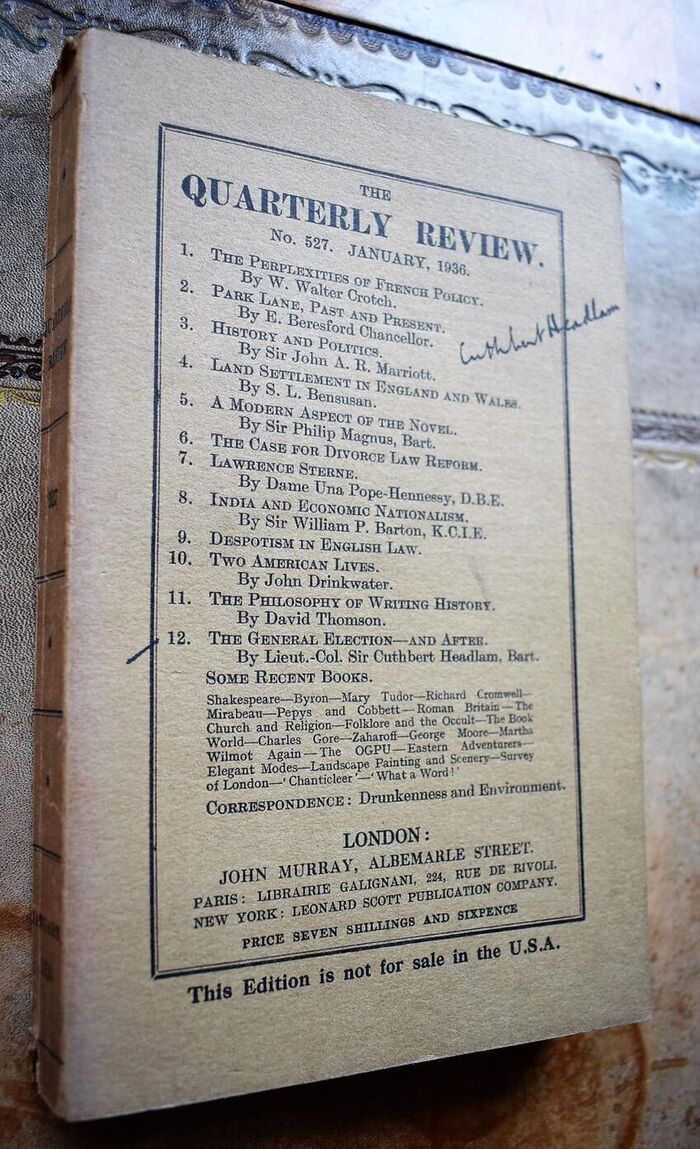 THE
QUARTERLY REVIEW.
No. 527. JANUARY, 1936.
1. THE PERPLEXITIES OF FRENCH POLICY.
By W. Walter Crotch.
2. PARK LANE, PAST AND PRESENT.
By E. Beresford Chancellor.
Cuthbert Headlam
3. HISTORY AND POLITICS.
By Sir John A. R. Marriott.
4. LAND SETTLEMENT IN ENGLAND AND WALES.
By S. L. Bensusan.
5. A MODERN ASPECT OF THE NOVEL.
By Sir Philip Magnus, Bart.
6. THE CASE FOR DIVORCE LAW REFORM.
7. LAWRENCE STERNE.
By Dame Una Pope-Hennessy, D.B.E.
8. INDIA AND ECONOMIC NATIONALISM.
By Sir William P. Barton, K.C.I.E.
9. DESPOTISM IN ENGLISH LAW.
10. TWO AMERICAN LIVES.
By John Drinkwater.
11. THE PHILOSOPHY OF WRITING HISTORY.
By David Thomson.
12. THE GENERAL ELECTION—AND AFTER.
By Lieut.-Col. Sir Cuthbert Headlam, Bart.
SOME RECENT BOOKS.
Shakespeare—Byron—Mary Tudor—Richard Cromwell—
Mirabeau—Pepys and Cobbett—Roman Britain—The
Church and Religion—Folklore and the Occult—The Book
World—Charles Gore—Zaharoff—George Moore—Martha
Wilmot Again—The OGPU—Eastern Adventurers—
Elegant Modes—Landscape Painting and Scenery—Survey
of London—'Chanticleer'—'What a Word!'
CORRESPONDENCE: Drunkenness and Environment.
LONDON:
JOHN MURRAY, ALBEMARLE STREET.
PARIS: LIBRAIRIE GALIGNANI, 224, RUE DE RIVOLI.
NEW YORK: LEONARD SCOTT PUBLICATION COMPANY.
PRICE SEVEN SHILLINGS AND SIXPENCE
This Edition is not for sale in the U.S.A.